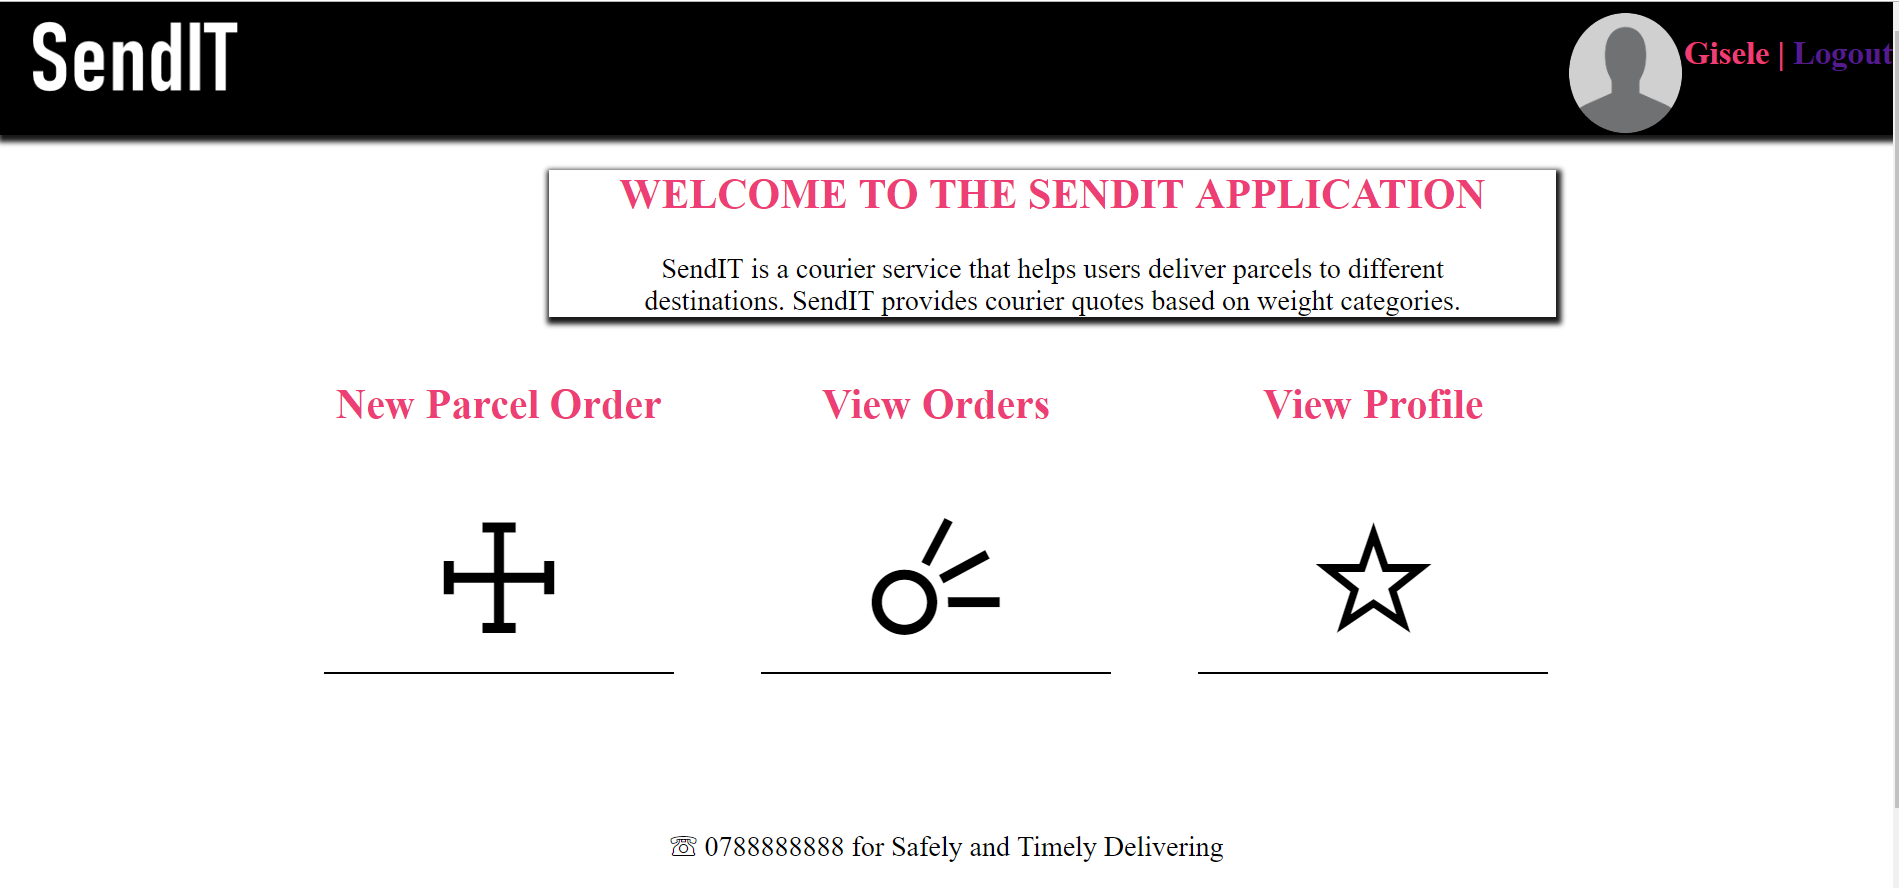 SendIT
Gisele | Logout
WELCOME TO THE SENDIT APPLICATION
SendIT is a courier service that helps users deliver parcels to different
destinations. SendIT provides courier quotes based on weight categories.
New Parcel Order
View Orders
View Profile
☏ 0788888888 for Safely and Timely Delivering